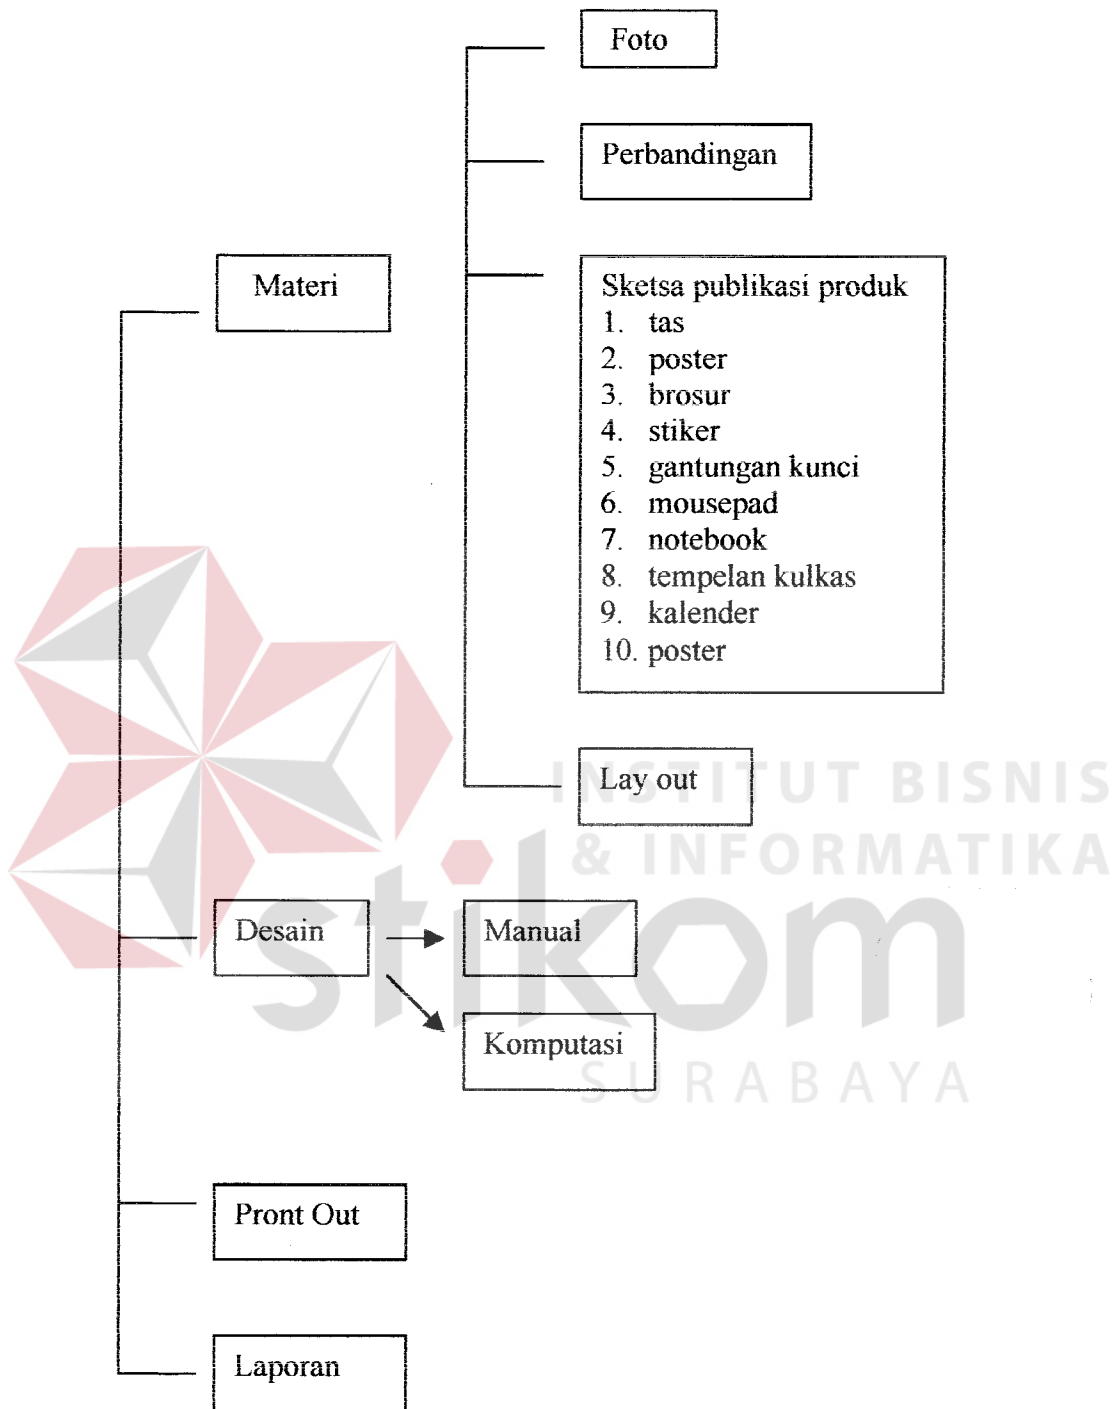 Foto
Perbandingan
Materi
Sketsa publikasi produk
1. tas
2. poster
3. brosur
4. stiker
5. gantungan kunci
6. mousepad
7. notebook
8. tempelan kulkas
9. kalender
10. poster
Lay out
INSTITUT BISNIS
& INFORMATIKA
stikom
SURABAYA
Desain
Manual
Komputasi
Pront Out
Laporan